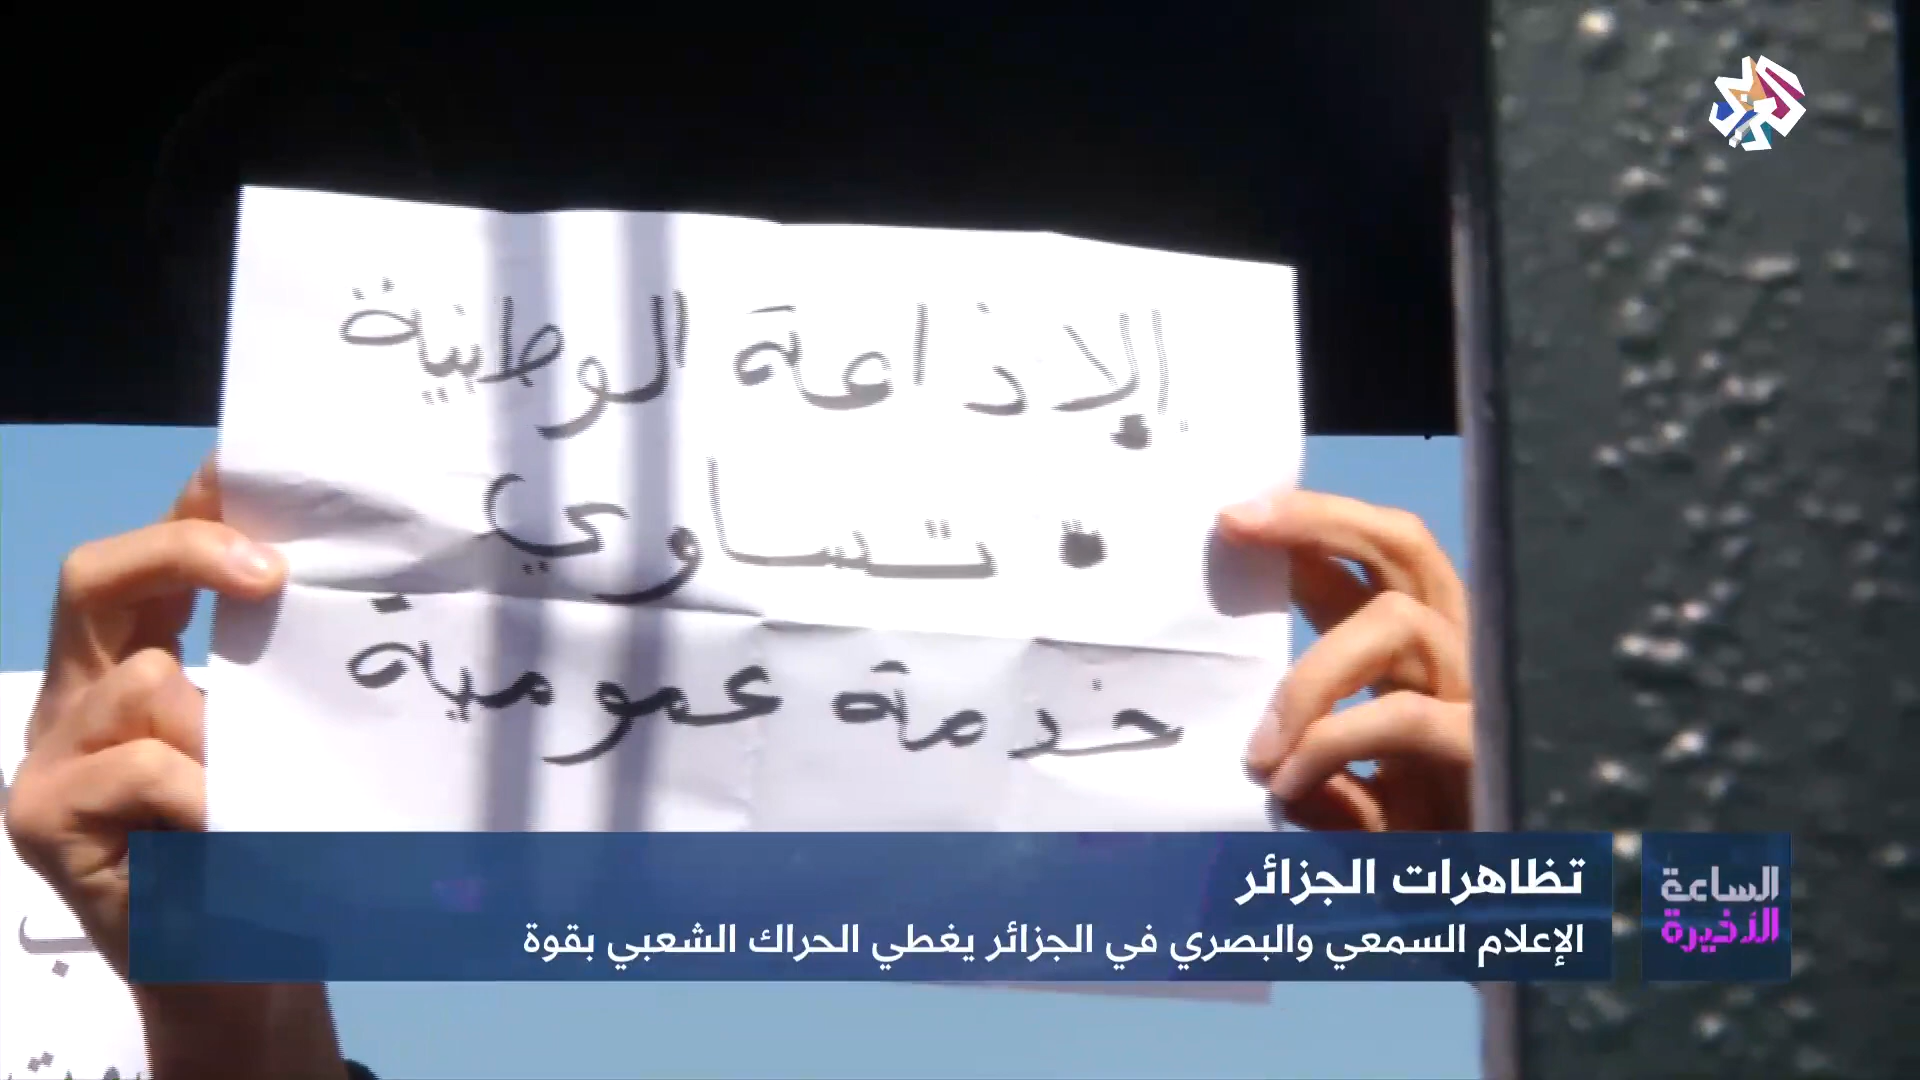 الإذاعة الوطنية
تساوي
خدمة عمومية
تظاهرات الجزائر
الإعلام السمعي والبصري في الجزائر يغطي الحراك الشعبي بقوة
الساعة
الأخيرة